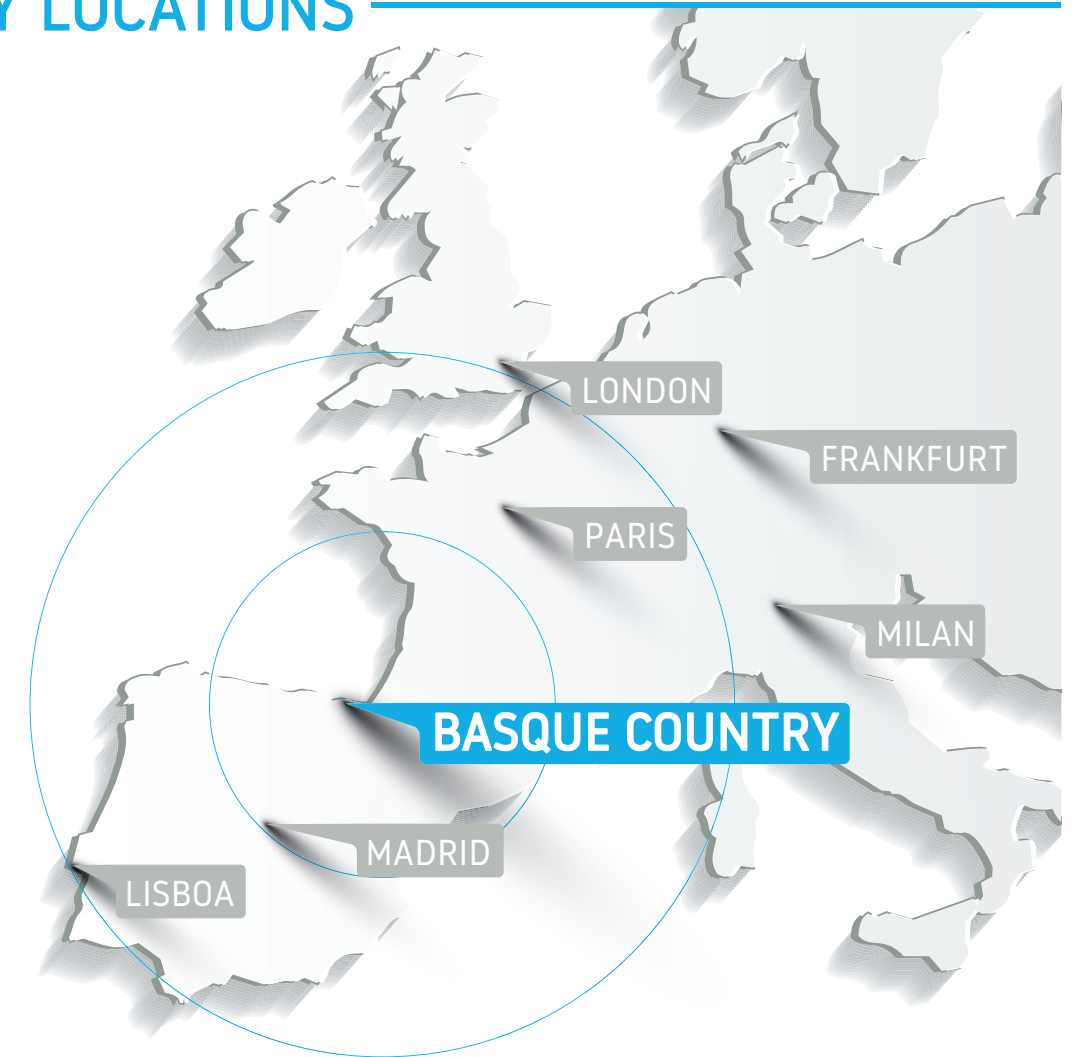 Y LOCATIONS
LONDON
FRANKFURT
PARIS
MILAN
BASQUE COUNTRY
MADRID
LISBOA